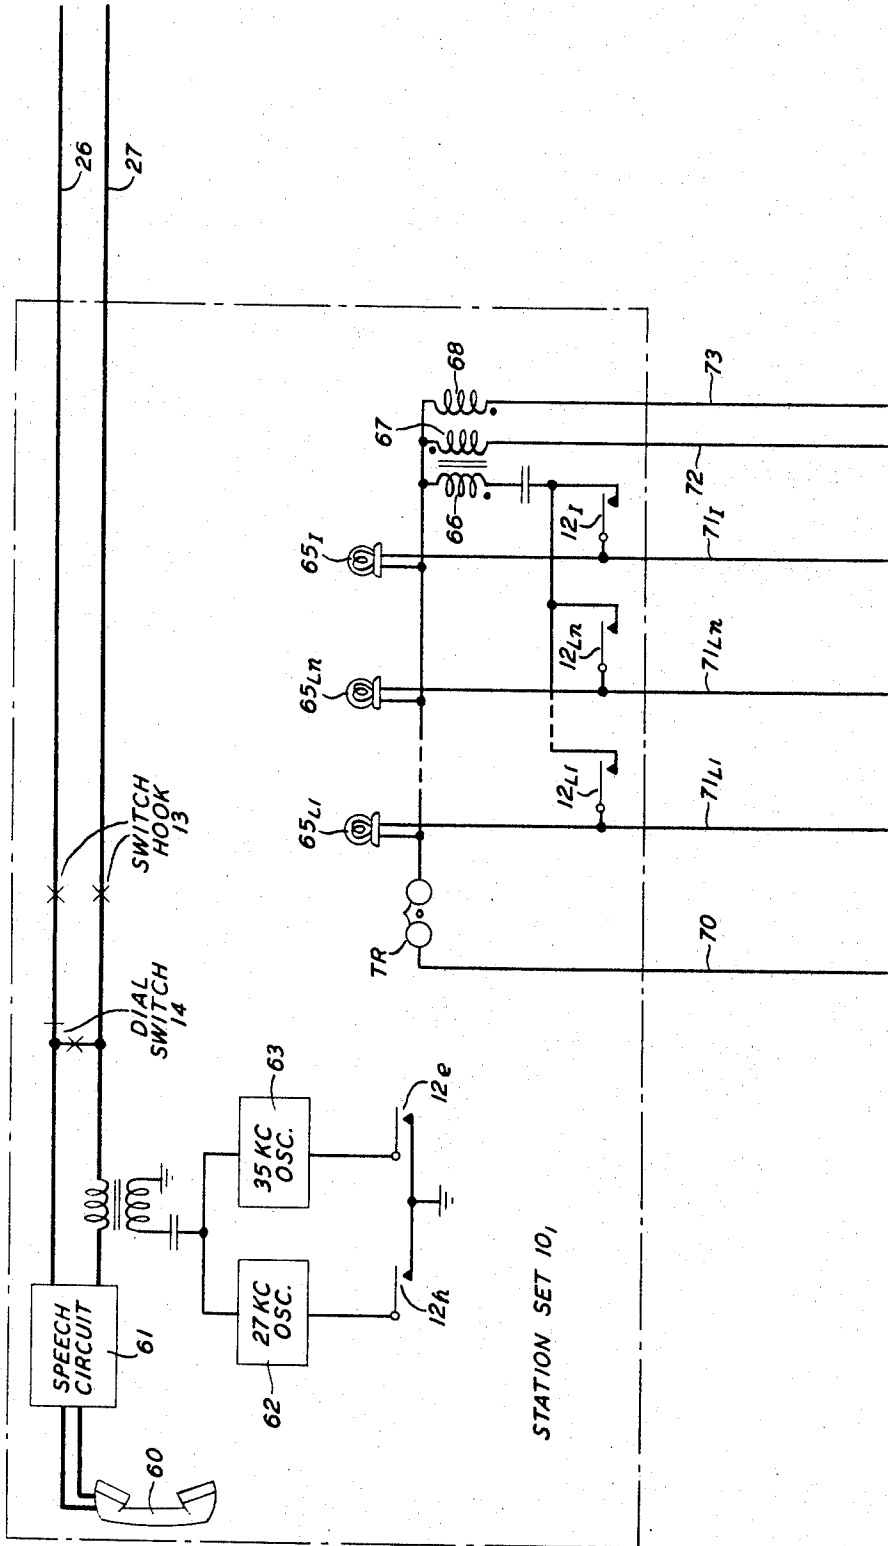 26
27
SWITCH
HOOK
13
DIAL
SWITCH
14
SPEECH
CIRCUIT
61
60
35 KC
OSC.
63
27 KC
OSC.
62
12e
12h
STATION SET 10₁
68
67
66
65I
65Ln
65L1
TR
12I
12Ln
12L1
73
72
71I
71Ln
71L1
70